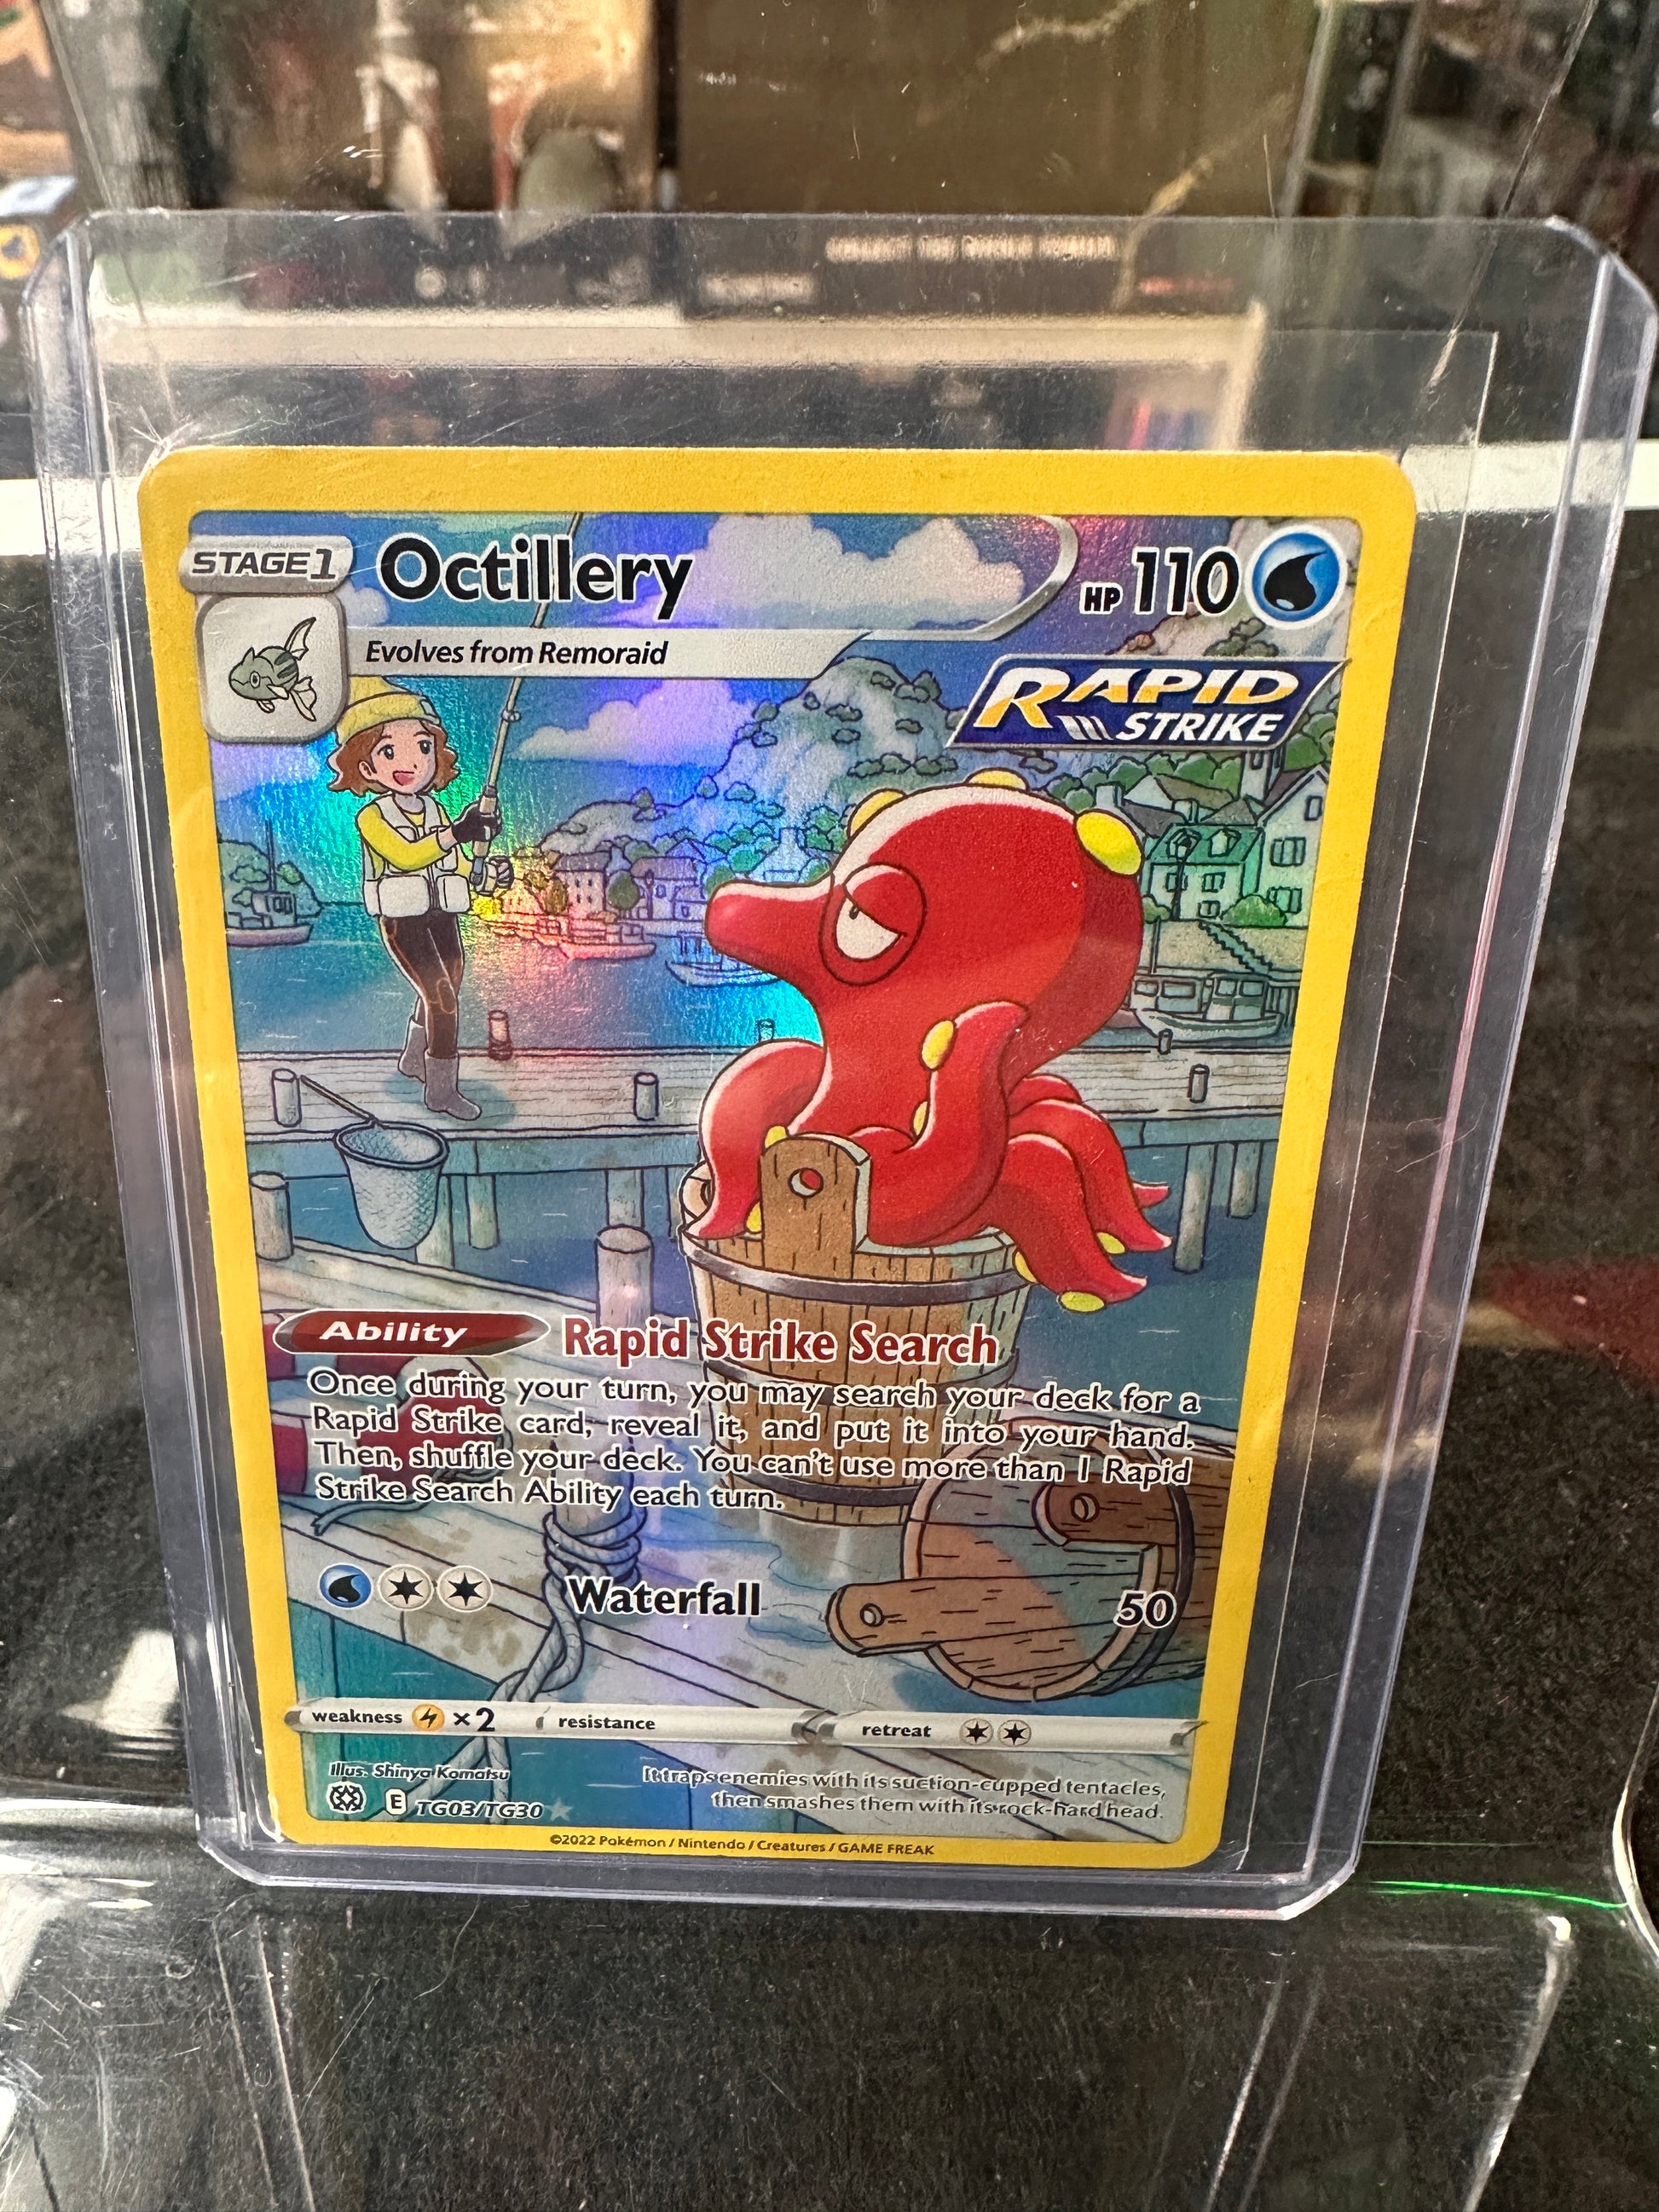 STAGE 1 Octillery HP 110
Evolves from Remoraid
RAPID
STRIKE
Ability Rapid Strike Search
Once during your turn, you may search your deck for a
Rapid Strike card, reveal it, and put it into your hand.
Then, shuffle your deck. You can't use more than 1 Rapid
Strike Search Ability each turn.
Waterfall 50
weakness ×2 resistance retreat
Illus. Shinya Komatsu
It traps enemies with its suction-cupped tentacles,
then smashes them with its rock-hard head.
E TG03/TG30
©2022 Pokémon / Nintendo / Creatures / GAME FREAK